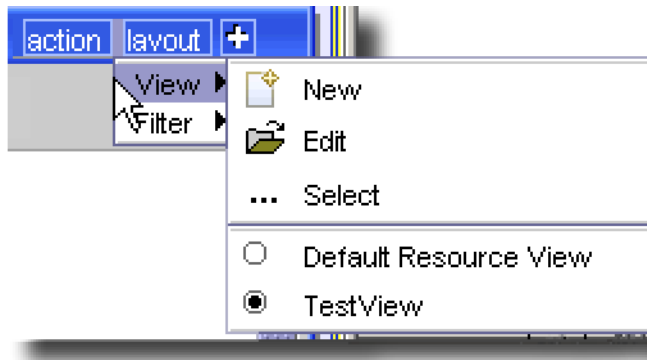 action layout +
View
Filter
New
Edit
... Select
Default Resource View
TestView